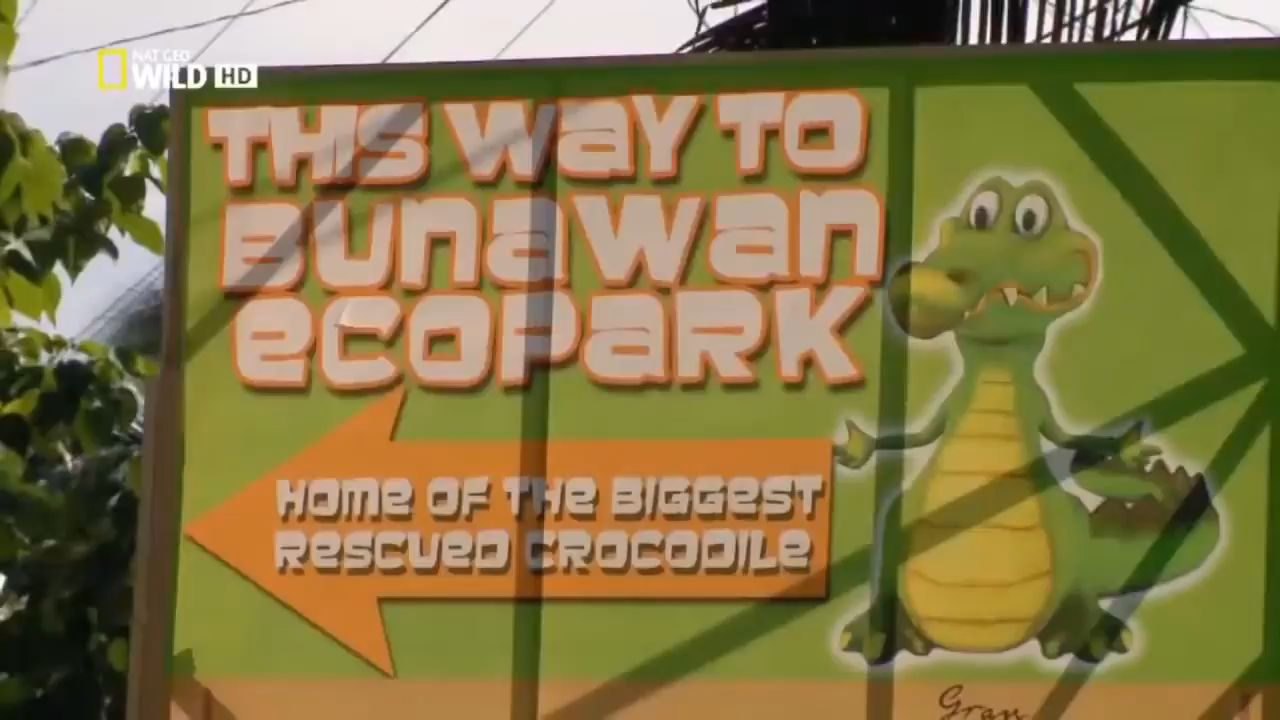 NAT GEO
WILD HD
THIS WAY TO
BUNAWAN
ECOPARK
HOME OF THE BIGGEST
RESCUED CROCODILE